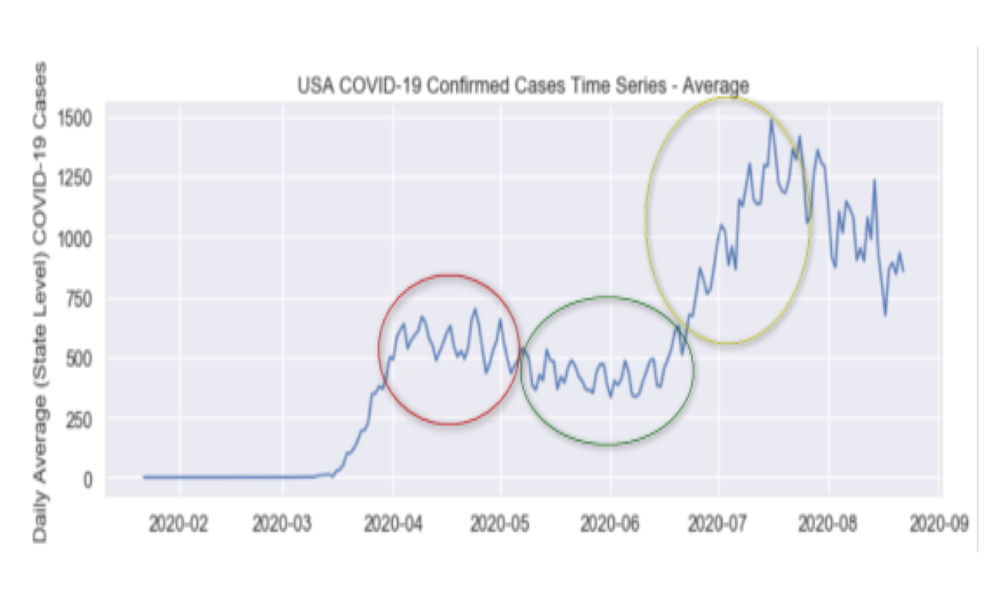 USA COVID-19 Confirmed Cases Time Series - Average
Daily Average (State Level) COVID-19 Cases
1500
1250
1000
750
500
250
0
2020-02 2020-03 2020-04 2020-05 2020-06 2020-07 2020-08 2020-09